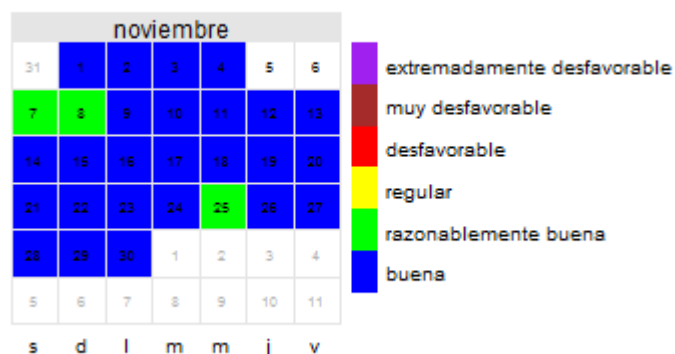 noviembre
31 1 2 3 4 5 6
7 8 9 10 11 12 13
14 15 16 17 18 19 20
21 22 23 24 25 26 27
28 29 30 1 2 3 4
5 6 7 8 9 10 11
s d l m m j v
extremadamente desfavorable
muy desfavorable
desfavorable
regular
razonablemente buena
buena